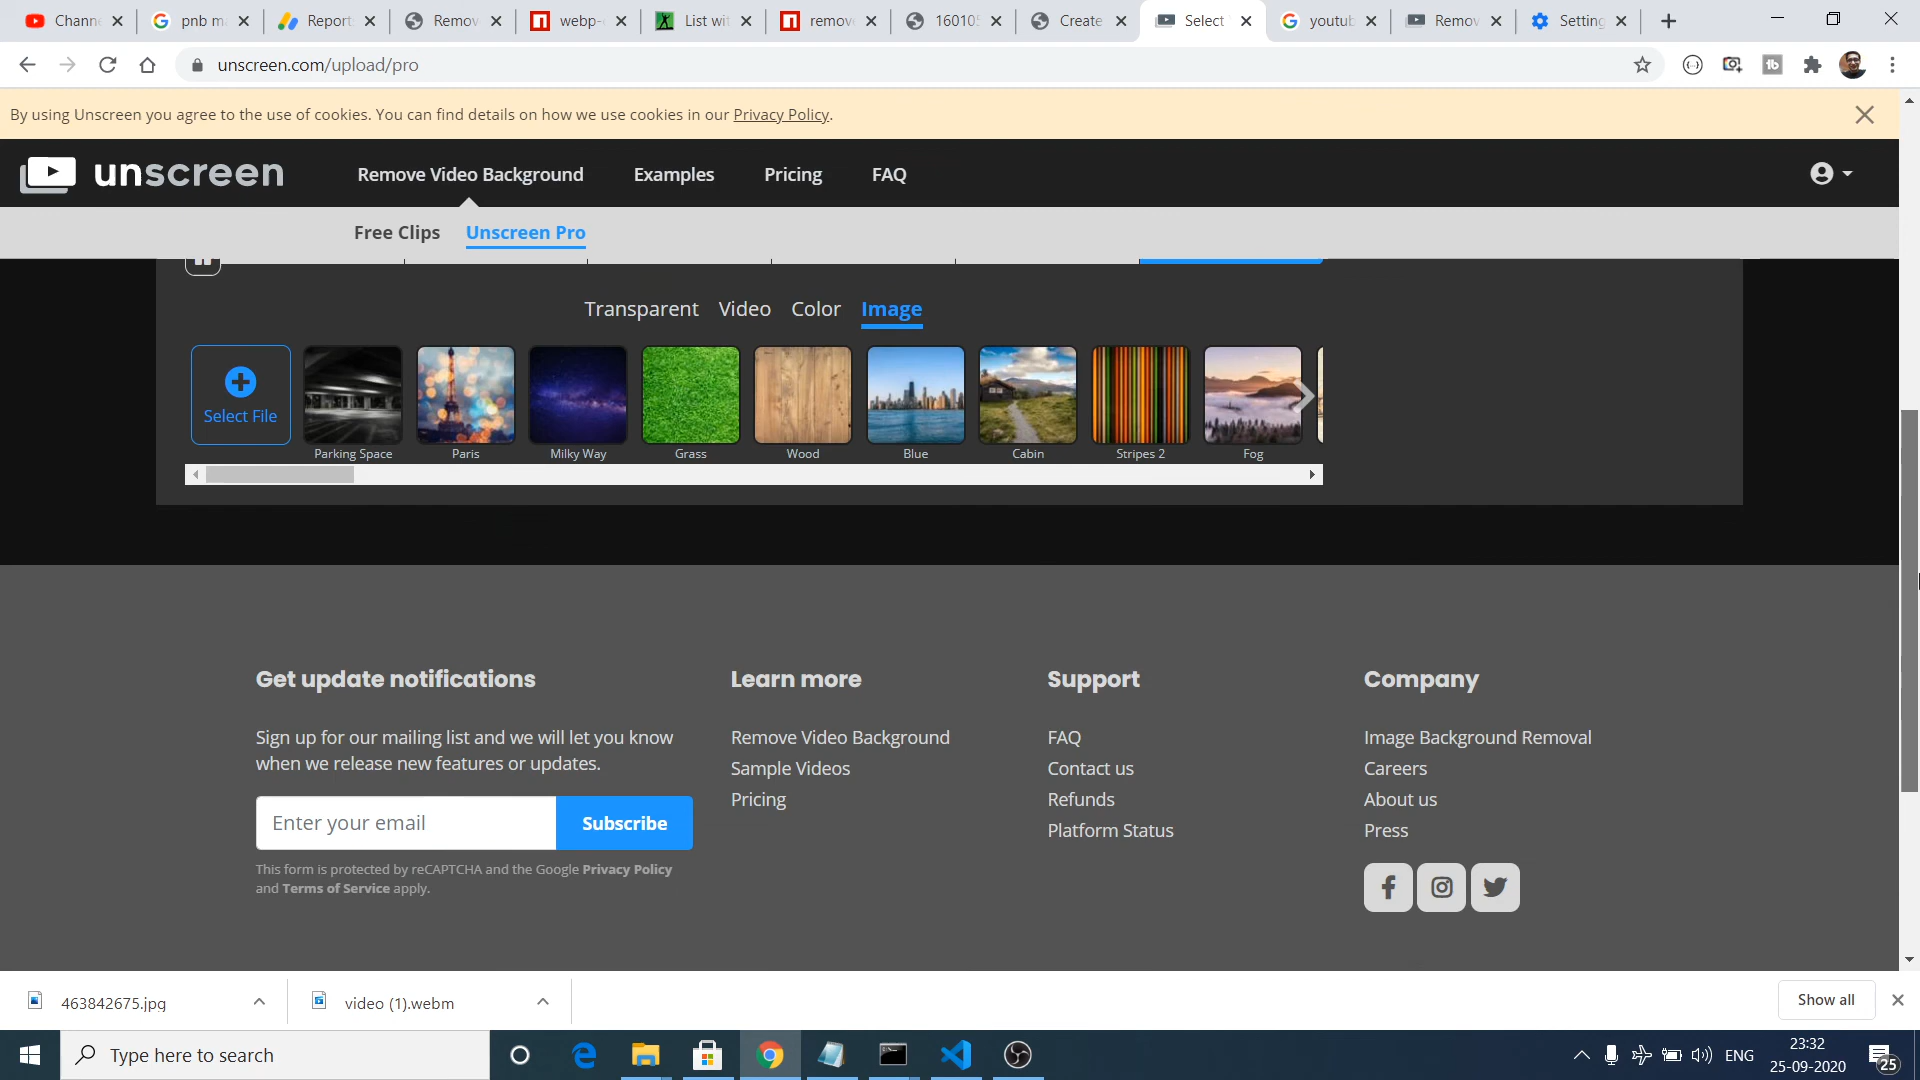 Chann
pnb m
Report
Remov
webp-
List wi
remov
16010
Create
Select
youtub
Remov
Setting
unscreen.com/upload/pro
By using Unscreen you agree to the use of cookies. You can find details on how we use cookies in our Privacy Policy.
unscreen
Remove Video Background
Examples
Pricing
FAQ
Free Clips
Unscreen Pro
Transparent
Video
Color
Image
Select File
Parking Space
Paris
Milky Way
Grass
Wood
Blue
Cabin
Stripes 2
Fog
Get update notifications
Sign up for our mailing list and we will let you know
when we release new features or updates.
Enter your email
Subscribe
This form is protected by reCAPTCHA and the Google Privacy Policy
and Terms of Service apply.
Learn more
Remove Video Background
Sample Videos
Pricing
Support
FAQ
Contact us
Refunds
Platform Status
Company
Image Background Removal
Careers
About us
Press
463842675.jpg
video (1).webm
Show all
Type here to search
ENG
23:32
25-09-2020
25